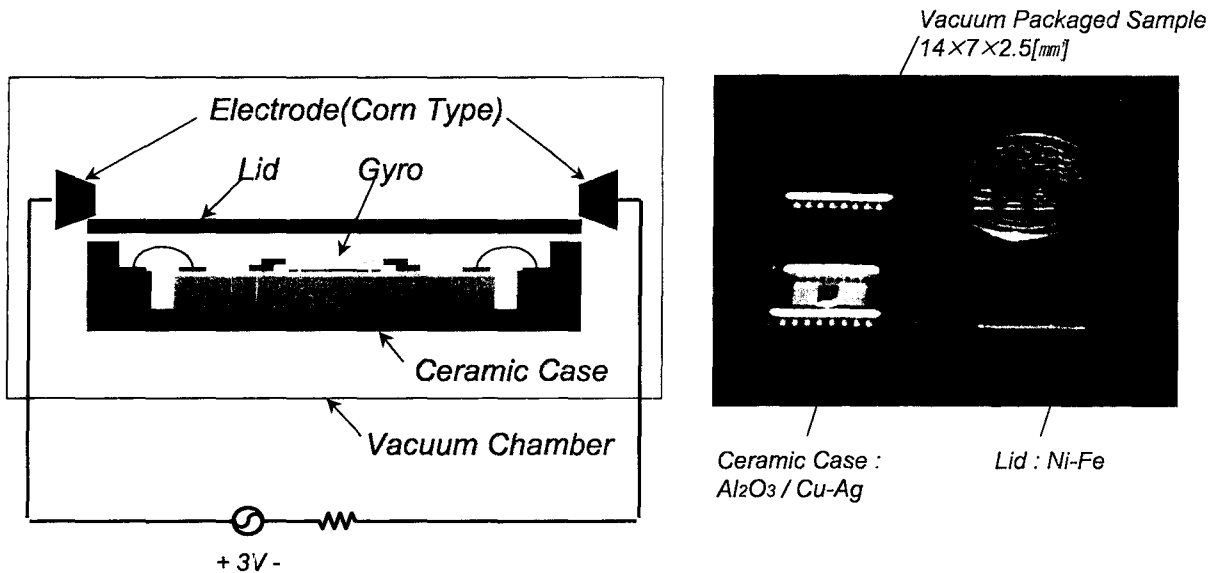 Vacuum Packaged Sample
14×7×2.5[㎣]
Electrode(Corn Type)
Lid
Gyro
Ceramic Case
Vacuum Chamber
+ 3V -
Ceramic Case :
Al2O3 / Cu-Ag
Lid : Ni-Fe